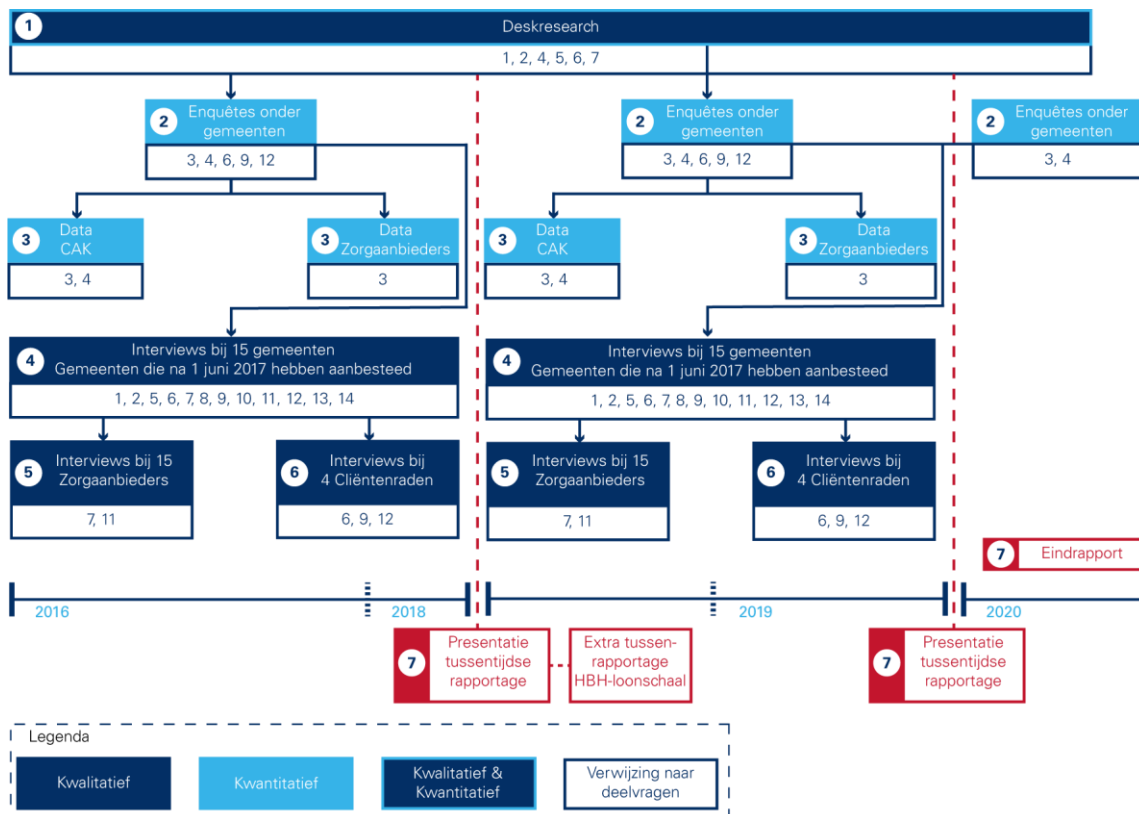 1
Deskresearch
1, 2, 4, 5, 6, 7
2
Enquêtes onder
gemeenten
3, 4, 6, 9, 12
2
Enquêtes onder
gemeenten
3, 4, 6, 9, 12
2
Enquêtes onder
gemeenten
3, 4
3
Data
CAK
3, 4
3
Data
Zorgaanbieders
3
3
Data
CAK
3, 4
3
Data
Zorgaanbieders
3
4
Interviews bij 15 gemeenten
Gemeenten die na 1 juni 2017 hebben aanbesteed
1, 2, 5, 6, 7, 8, 9, 10, 11, 12, 13, 14
4
Interviews bij 15 gemeenten
Gemeenten die na 1 juni 2017 hebben aanbesteed
1, 2, 5, 6, 7, 8, 9, 10, 11, 12, 13, 14
5
Interviews bij 15
Zorgaanbieders
7, 11
6
Interviews bij
4 Cliëntenraden
6, 9, 12
5
Interviews bij 15
Zorgaanbieders
7, 11
6
Interviews bij
4 Cliëntenraden
6, 9, 12
7
Eindrapport
2016
2018
2019
2020
7
Presentatie
tussentijdse
rapportage
Extra tussen-
rapportage
HBH-loonschaal
7
Presentatie
tussentijdse
rapportage
Legenda
Kwalitatief
Kwantitatief
Kwalitatief &
Kwantitatief
Verwijzing naar
deelvragen